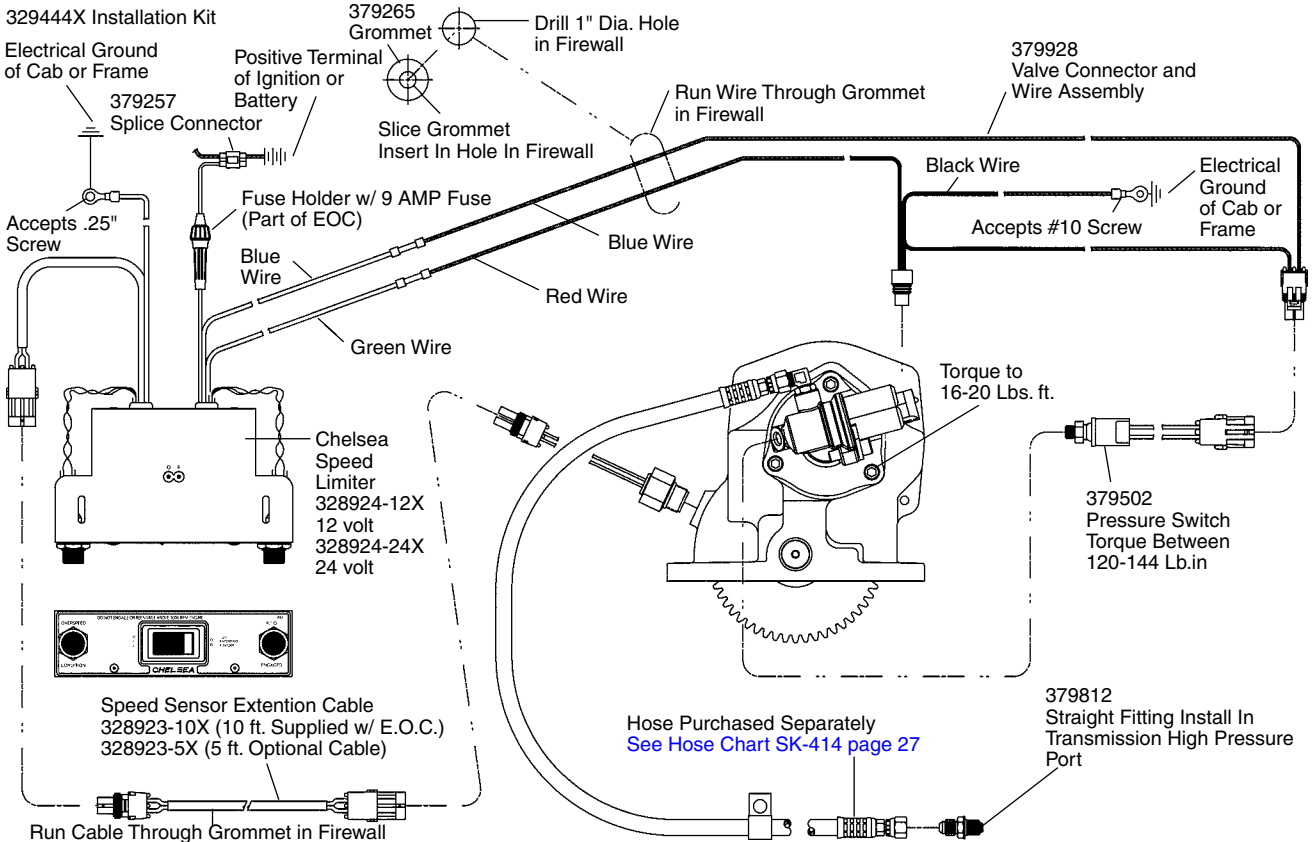 329444X Installation Kit
Electrical Ground
of Cab or Frame
379257
Splice Connector
Positive Terminal
of Ignition or
Battery
379265
Grommet
Drill 1" Dia. Hole
in Firewall
Slice Grommet
Insert In Hole In Firewall
Run Wire Through Grommet
in Firewall
379928
Valve Connector and
Wire Assembly
Black Wire
Electrical
Ground
of Cab or
Frame
Accepts #10 Screw
Accepts .25"
Screw
Fuse Holder w/ 9 AMP Fuse
(Part of EOC)
Blue
Wire
Blue Wire
Red Wire
Green Wire
Torque to
16-20 Lbs. ft.
Chelsea
Speed
Limiter
328924-12X
12 volt
328924-24X
24 volt
379502
Pressure Switch
Torque Between
120-144 Lb.in
OVERSPEED
CONDITION
P.T.O
ENGAGED
CHELSEA
Speed Sensor Extention Cable
328923-10X (10 ft. Supplied w/ E.O.C.)
328923-5X (5 ft. Optional Cable)
Run Cable Through Grommet in Firewall
Hose Purchased Separately
See Hose Chart SK-414 page 27
379812
Straight Fitting Install In
Transmission High Pressure
Port